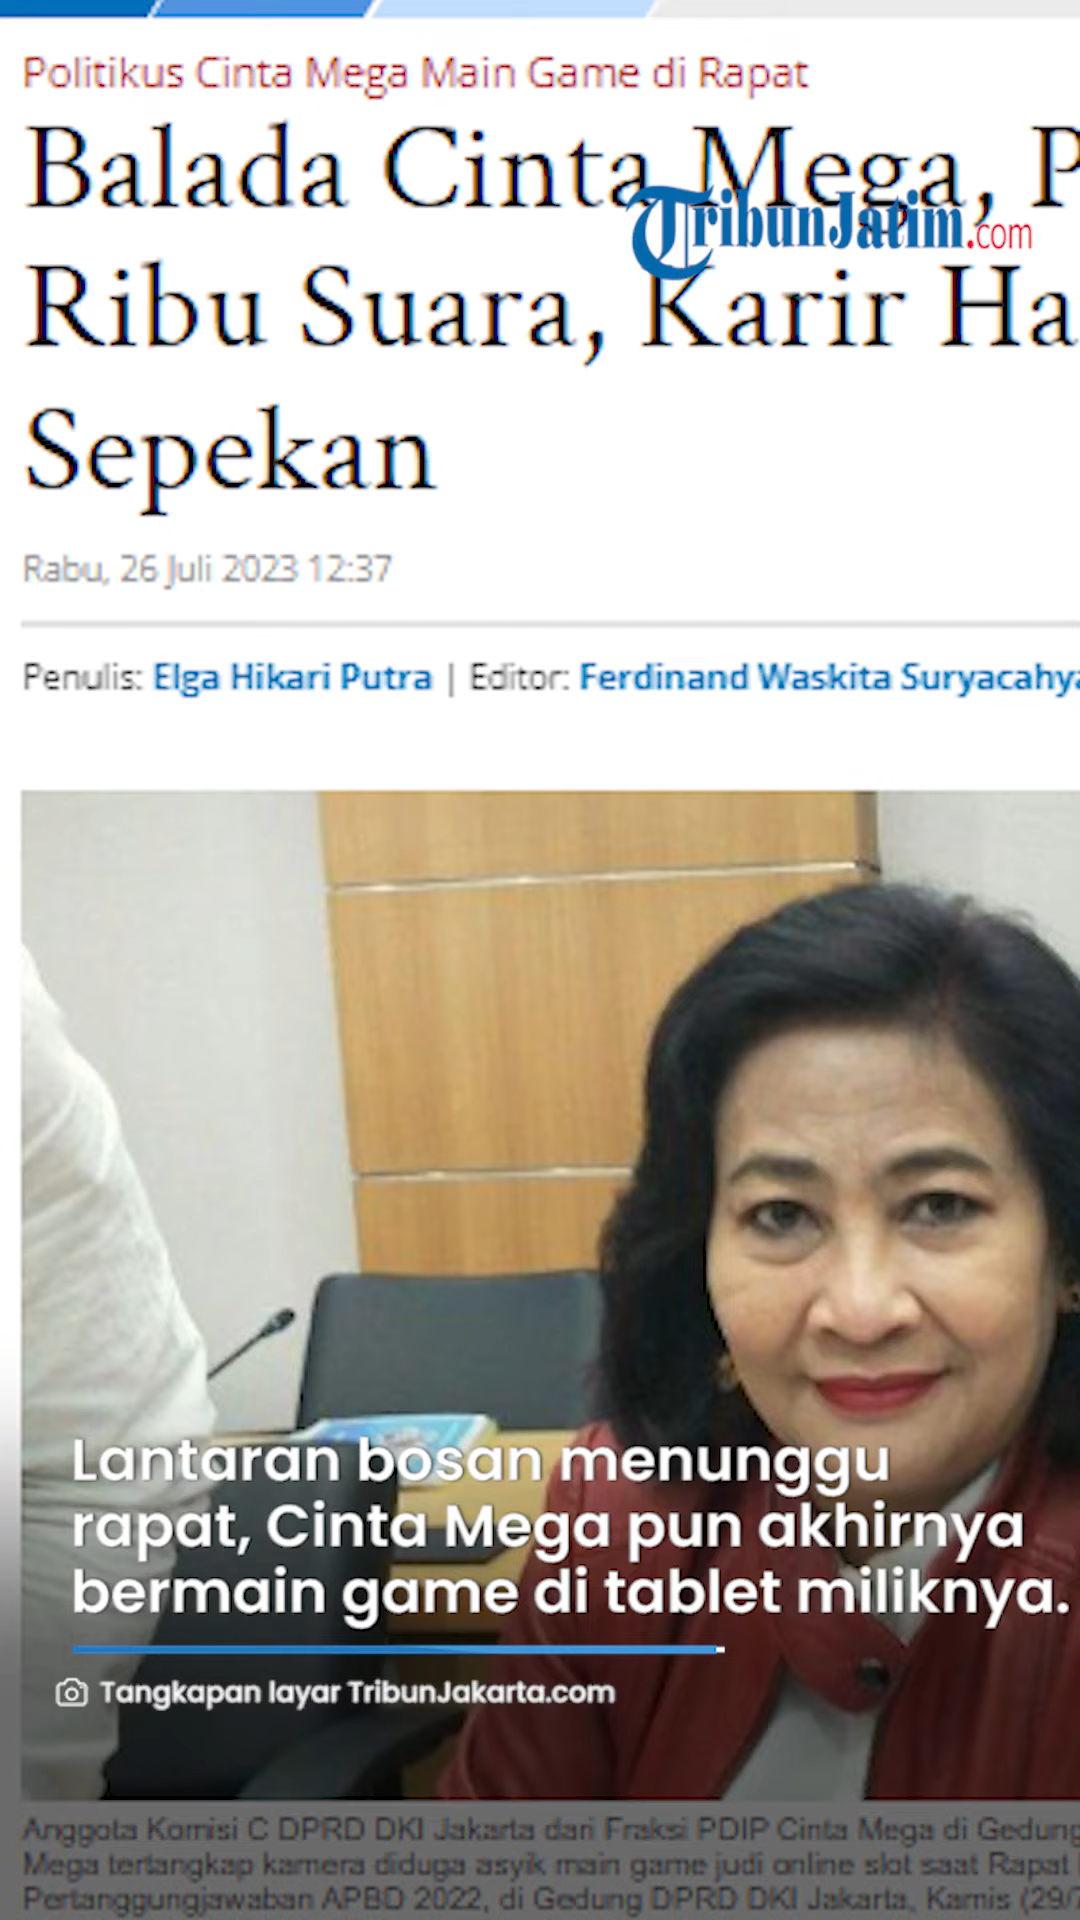 Politikus Cinta Mega Main Game di Rapat
Balada Cinta Mega, P
TribunJatim.com
Ribu Suara, Karir Ha
Sepekan
Rabu, 26 Juli 2023 12:37
Penulis: Elga Hikari Putra | Editor: Ferdinand Waskita Suryacahya
Lantaran bosan menunggu
rapat, Cinta Mega pun akhirnya
bermain game di tablet miliknya.
Tangkapan layar TribunJakarta.com
Anggota Komisi C DPRD DKI Jakarta dari Fraksi PDIP Cinta Mega di Gedung
Mega tertangkap kamera diduga asyik main game judi online slot saat Rapat
Pertanggungjawaban APBD 2022, di Gedung DPRD DKI Jakarta, Kamis (29/7